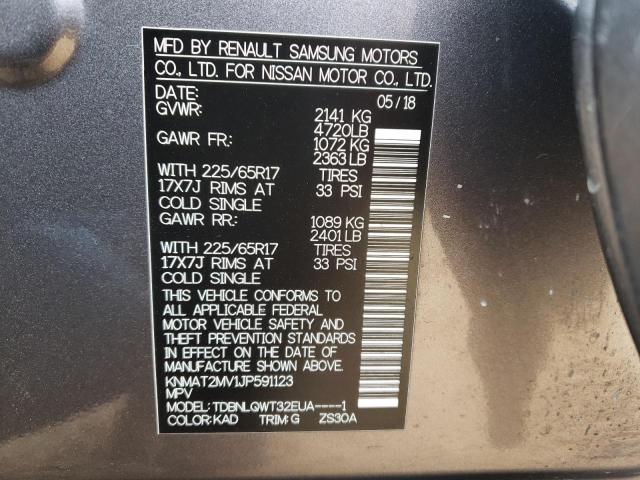 MFD BY RENAULT SAMSUNG MOTORS
CO., LTD. FOR NISSAN MOTOR CO., LTD.
DATE: 05/18
GVWR: 2141 KG
4720LB
GAWR FR: 1072 KG
2363 LB
WITH 225/65R17 TIRES
17X7J RIMS AT 33 PSI
COLD SINGLE
GAWR RR: 1089 KG
2401 LB
WITH 225/65R17 TIRES
17X7J RIMS AT 33 PSI
COLD SINGLE
THIS VEHICLE CONFORMS TO
ALL APPLICABLE FEDERAL
MOTOR VEHICLE SAFETY AND
THEFT PREVENTION STANDARDS
IN EFFECT ON THE DATE OF
MANUFACTURE SHOWN ABOVE.
KNMAT2MV1JP591123
MPV
MODEL: TDBNLQWT32EUA----1
COLOR: KAD TRIM: G ZS30A